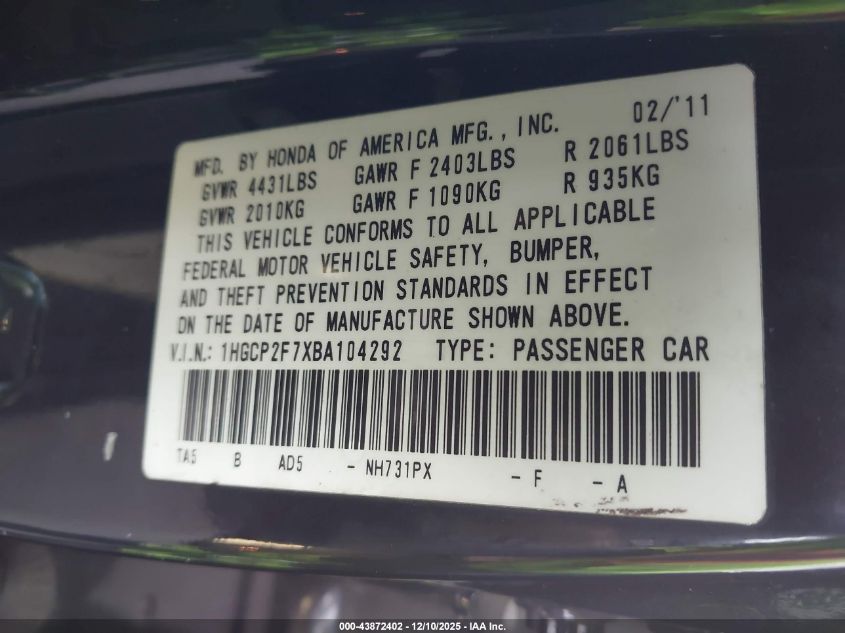 MFD. BY HONDA OF AMERICA MFG., INC. 02/'11
GVWR 4431LBS GAWR F 2403LBS R 2061LBS
GVWR 2010KG GAWR F 1090KG R 935KG
THIS VEHICLE CONFORMS TO ALL APPLICABLE
FEDERAL MOTOR VEHICLE SAFETY, BUMPER,
AND THEFT PREVENTION STANDARDS IN EFFECT
ON THE DATE OF MANUFACTURE SHOWN ABOVE.
V.I.N.: 1HGCP2F7XBA104292 TYPE: PASSENGER CAR
TA5 B AD5 - NH731PX - F - A
000-43872402 - 12/10/2025 - IAA Inc.